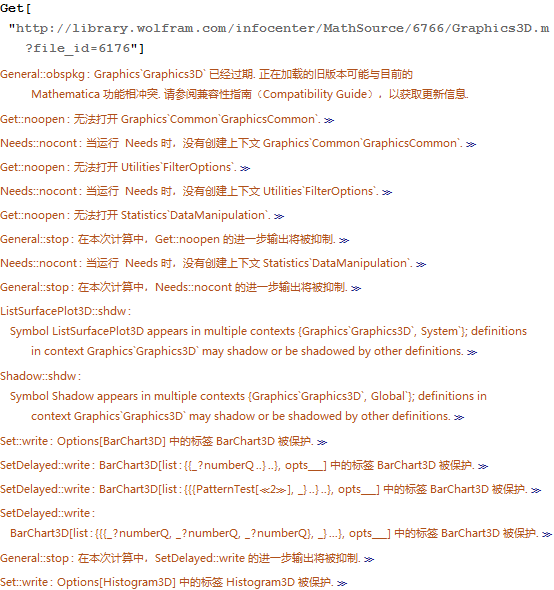 Get[
"http://library.wolfram.com/infocenter/MathSource/6766/Graphics3D.m
?file_id=6176"]
General::obspkg : Graphics`Graphics3D` 已经过期. 正在加载的旧版本可能与目前的
Mathematica 功能相冲突. 请参阅兼容性指南（Compatibility Guide），以获取更新信息.
Get::noopen : 无法打开 Graphics`Common`GraphicsCommon`. ≫
Needs::nocont : 当运行 Needs 时，没有创建上下文 Graphics`Common`GraphicsCommon`. ≫
Get::noopen : 无法打开 Utilities`FilterOptions`. ≫
Needs::nocont : 当运行 Needs 时，没有创建上下文 Utilities`FilterOptions`. ≫
Get::noopen : 无法打开 Statistics`DataManipulation`. ≫
General::stop : 在本次计算中，Get::noopen 的进一步输出将被抑制. ≫
Needs::nocont : 当运行 Needs 时，没有创建上下文 Statistics`DataManipulation`. ≫
General::stop : 在本次计算中，Needs::nocont 的进一步输出将被抑制. ≫
ListSurfacePlot3D::shdw :
Symbol ListSurfacePlot3D appears in multiple contexts {Graphics`Graphics3D`, System`}; definitions
in context Graphics`Graphics3D` may shadow or be shadowed by other definitions. ≫
Shadow::shdw :
Symbol Shadow appears in multiple contexts {Graphics`Graphics3D`, Global`}; definitions in
context Graphics`Graphics3D` may shadow or be shadowed by other definitions. ≫
Set::write : Options[BarChart3D] 中的标签 BarChart3D 被保护. ≫
SetDelayed::write : BarChart3D[list : {{_?numberQ ..} ..}, opts___] 中的标签 BarChart3D 被保护. ≫
SetDelayed::write : BarChart3D[list : {{{PatternTest[≪2≫], _} ..} ..}, opts___] 中的标签 BarChart3D 被保护. ≫
SetDelayed::write :
BarChart3D[list : {{{_?numberQ, _?numberQ, _?numberQ}, _} ...}, opts___] 中的标签 BarChart3D 被保护. ≫
General::stop : 在本次计算中，SetDelayed::write 的进一步输出将被抑制. ≫
Set::write : Options[Histogram3D] 中的标签 Histogram3D 被保护. ≫